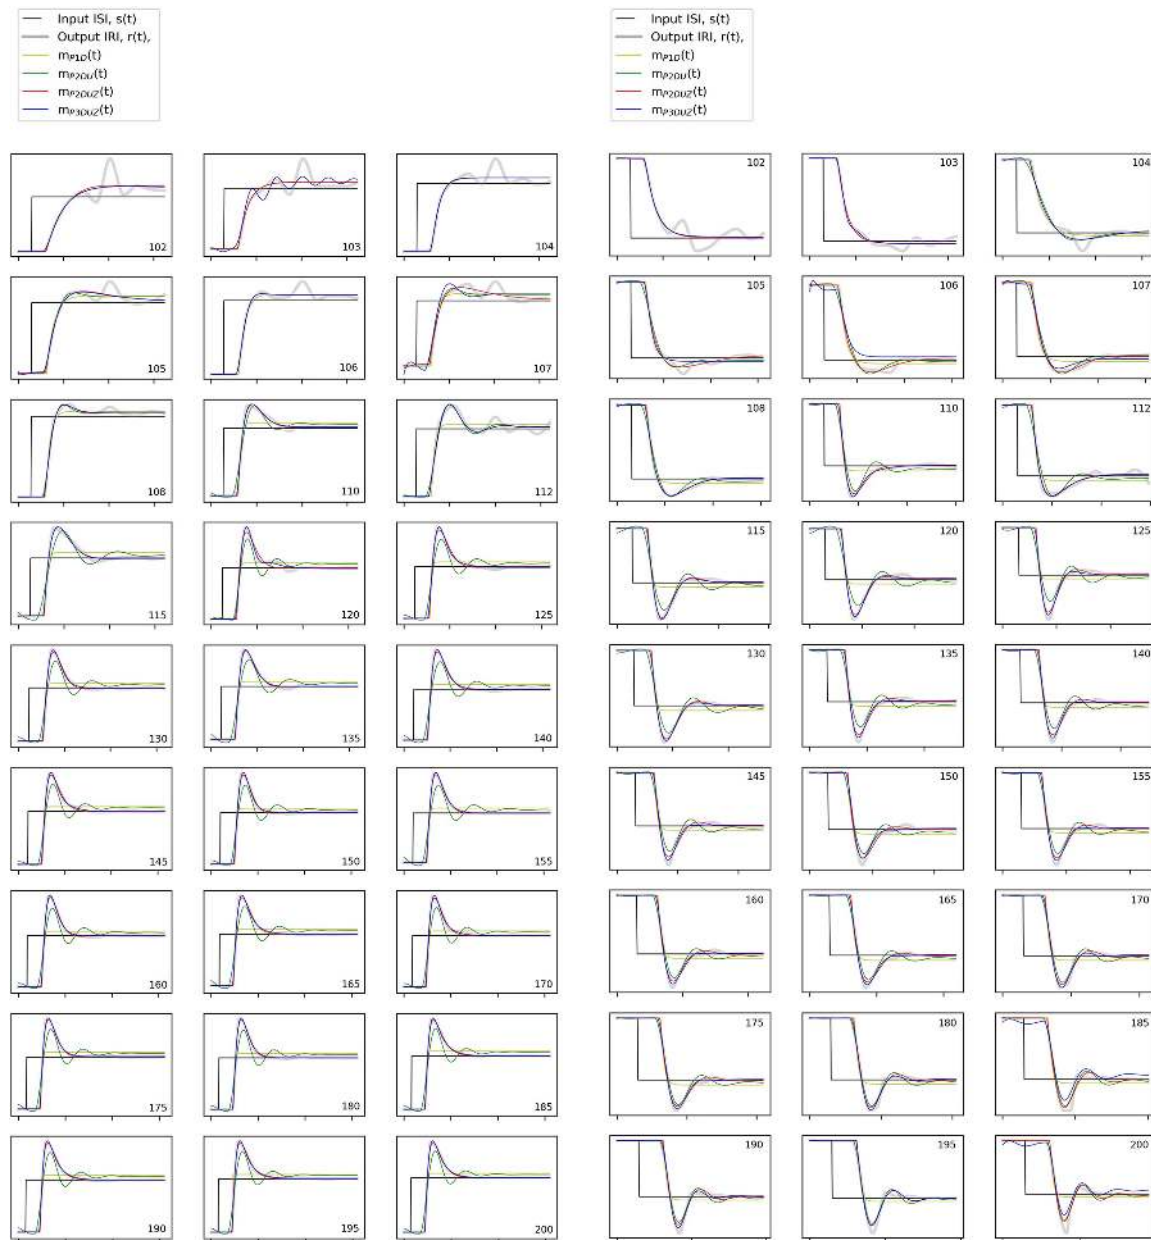 Input ISI, s(t)
Output IRI, r(t),
m_P1D(t)
m_P2DU(t)
m_P2DUZ(t)
m_P3DUZ(t)
Input ISI, s(t)
Output IRI, r(t),
m_P1D(t)
m_P2DU(t)
m_P2DUZ(t)
m_P3DUZ(t)
102 103 104 102 103 104
105 106 107 105 106 107
108 110 112 108 110 112
115 120 125 115 120 125
130 135 140 130 135 140
145 150 155 145 150 155
160 165 170 160 165 170
175 180 185 175 180 185
190 195 200 190 195 200